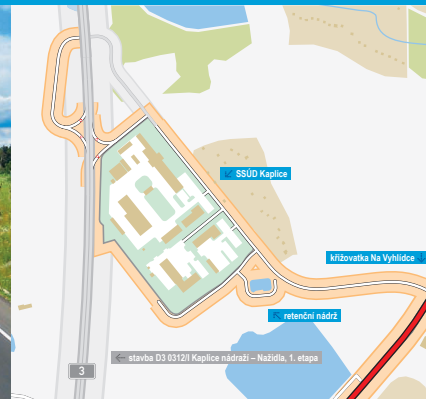 SSÚD Kaplice
křižovatka Na Vyhlídce
retenční nádrž
stavba D3 0312/I Kaplice nádraží – Nažidla, 1. etapa
3